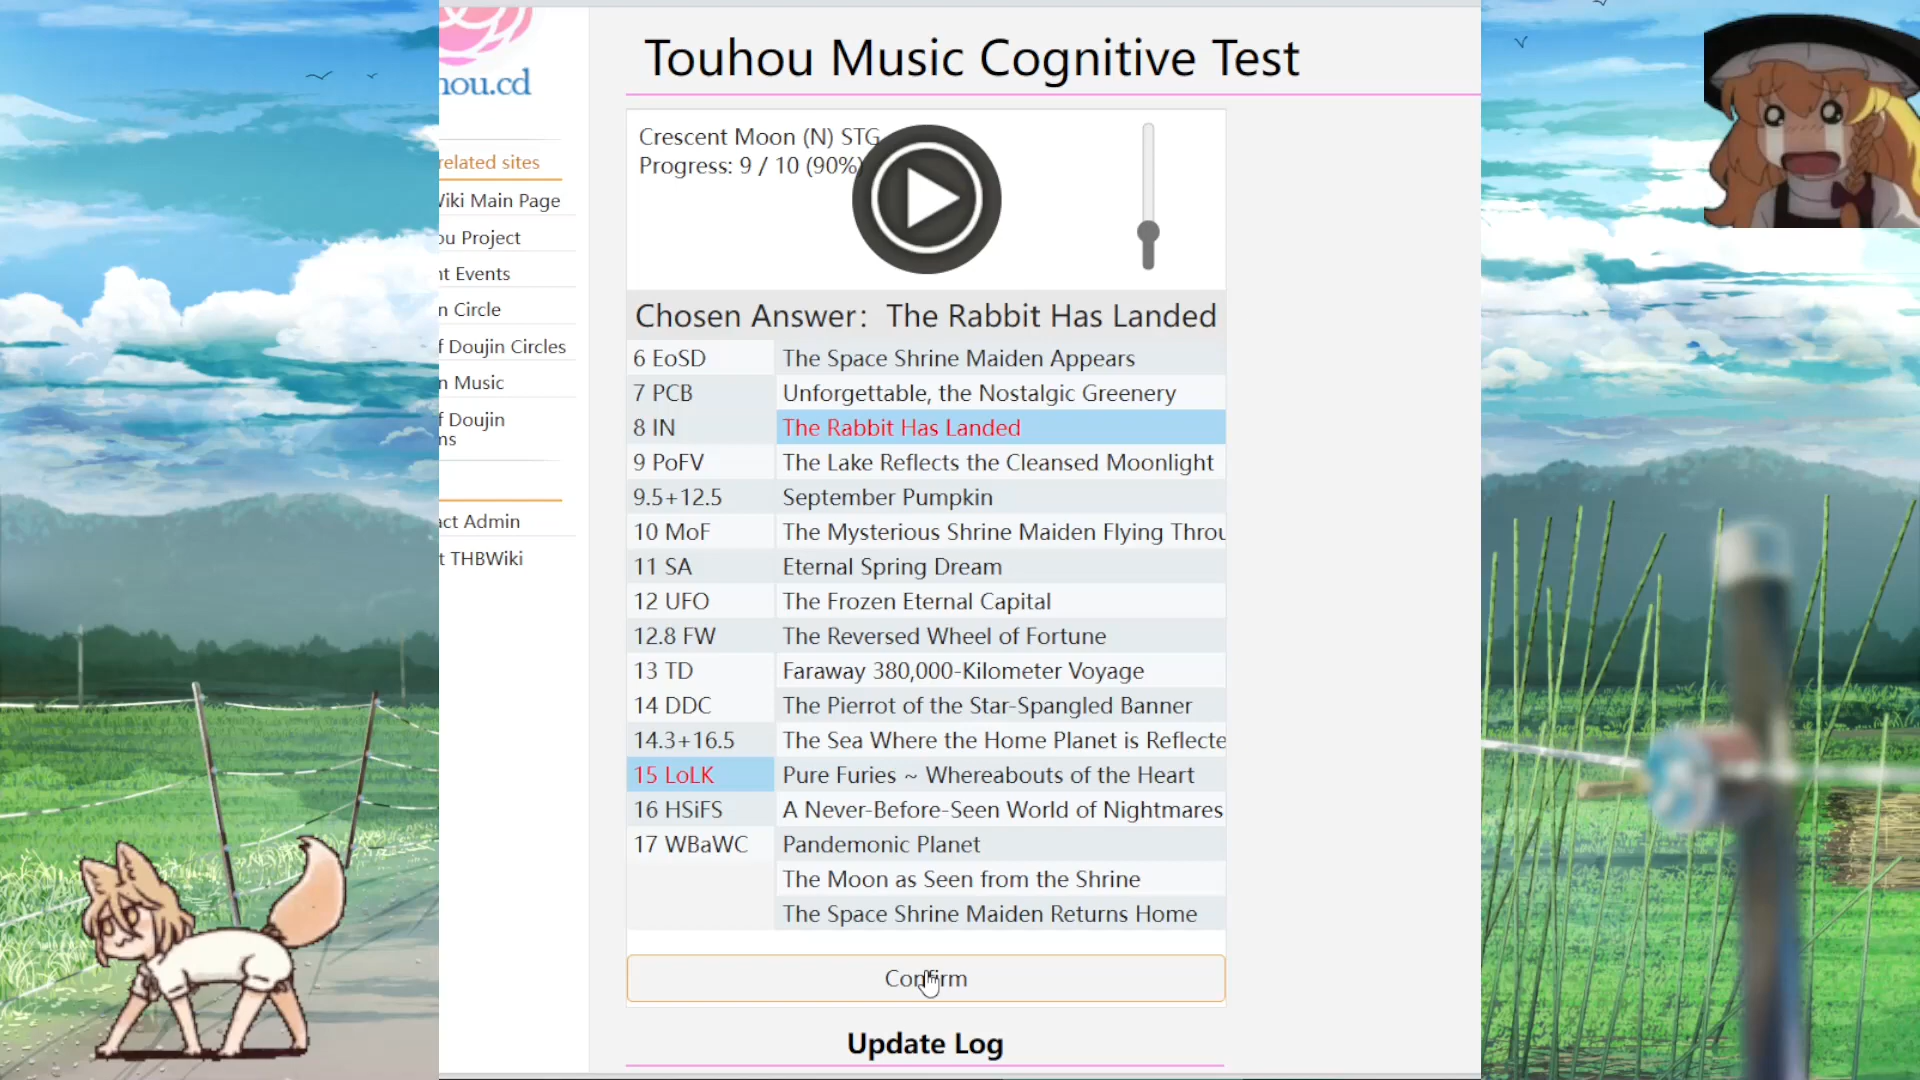 Touhou Music Cognitive Test
hou.cd
related sites
Wiki Main Page
ou Project
nt Events
n Circle
f Doujin Circles
n Music
f Doujin
ms
act Admin
t THBWiki
Crescent Moon (N) STG
Progress: 9 / 10 (90%)
Chosen Answer: The Rabbit Has Landed
6 EoSD The Space Shrine Maiden Appears
7 PCB Unforgettable, the Nostalgic Greenery
8 IN The Rabbit Has Landed
9 PoFV The Lake Reflects the Cleansed Moonlight
9.5+12.5 September Pumpkin
10 MoF The Mysterious Shrine Maiden Flying Throu
11 SA Eternal Spring Dream
12 UFO The Frozen Eternal Capital
12.8 FW The Reversed Wheel of Fortune
13 TD Faraway 380,000-Kilometer Voyage
14 DDC The Pierrot of the Star-Spangled Banner
14.3+16.5 The Sea Where the Home Planet is Reflecte
15 LoLK Pure Furies ~ Whereabouts of the Heart
16 HSiFS A Never-Before-Seen World of Nightmares
17 WBaWC Pandemonic Planet
The Moon as Seen from the Shrine
The Space Shrine Maiden Returns Home
Confirm
Update Log